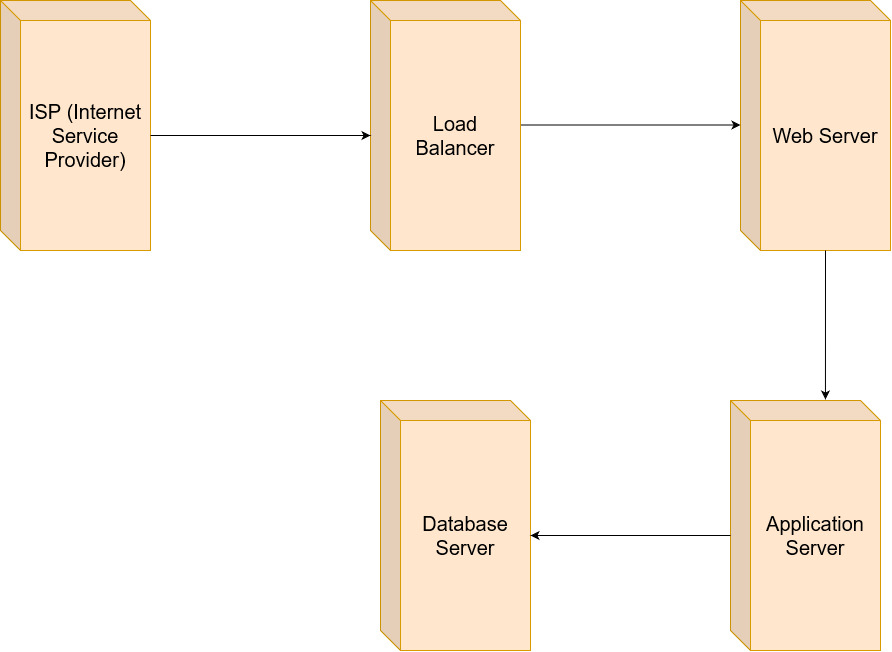 ISP (Internet
Service
Provider)
Load
Balancer
Web Server
Database
Server
Application
Server